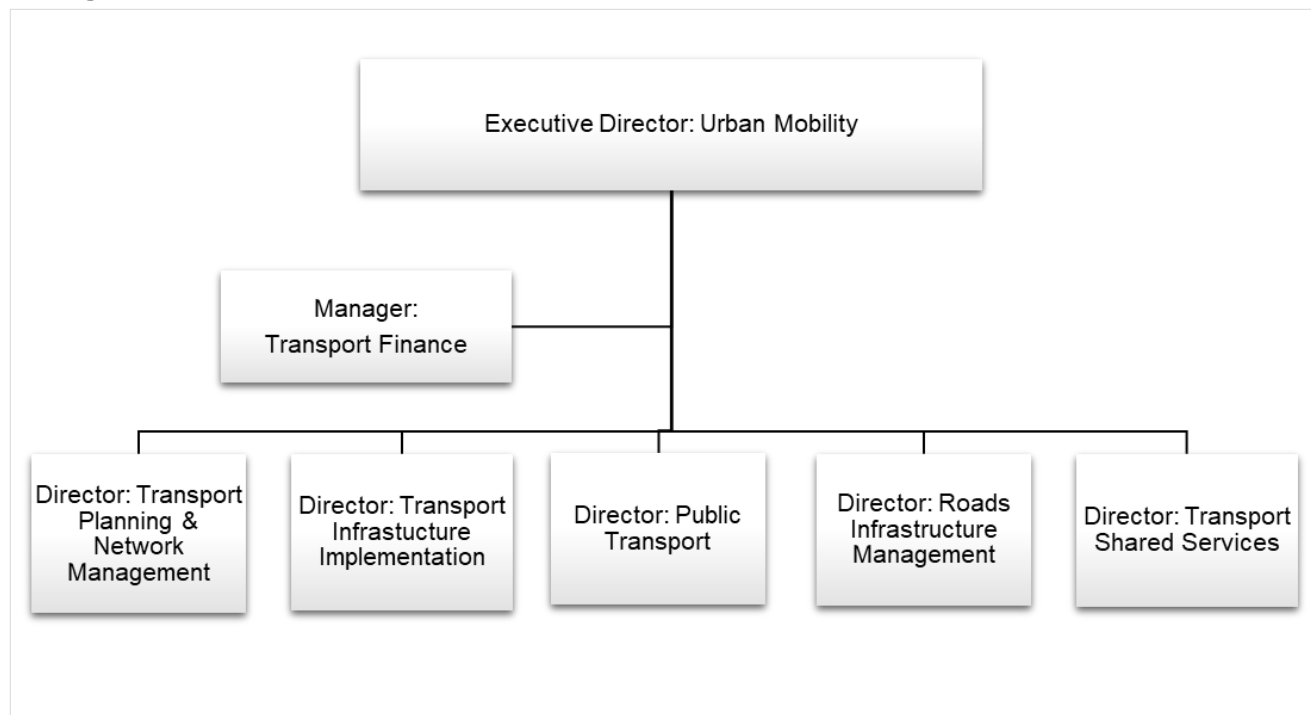 Executive Director: Urban Mobility
Manager:
Transport Finance
Director: Transport
Planning &
Network
Management
Director: Transport
Infrastucture
Implementation
Director: Public
Transport
Director: Roads
Infrastructure
Management
Director: Transport
Shared Services